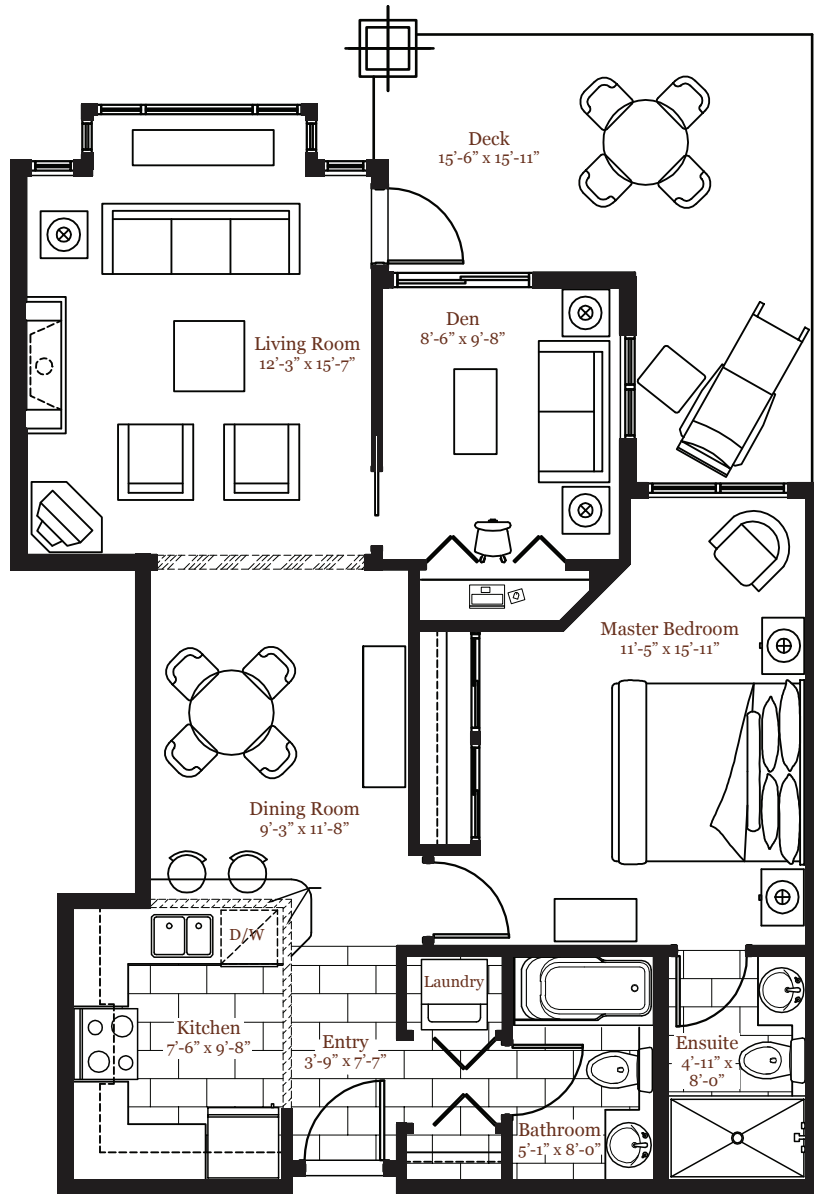 Deck
15’-6” x 15’-11”
Den
8’-6” x 9’-8”
Living Room
12’-3” x 15’-7”
Master Bedroom
11’-5” x 15’-11”
Dining Room
9’-3” x 11’-8”
D/W
Laundry
Kitchen
7’-6” x 9’-8”
Entry
3’-9” x 7’-7”
Ensuite
4’-11” x
8’-0”
Bathroom
5’-1” x 8’-0”